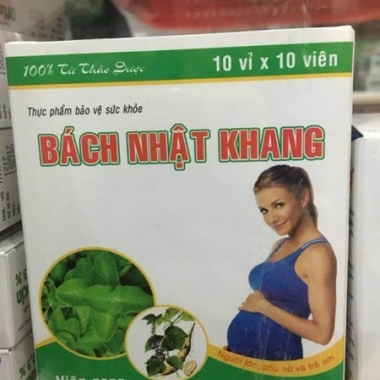 100% Từ Thảo Dược
10 vỉ x 10 viên
Thực phẩm bảo vệ sức khỏe
BÁCH NHẬT KHANG
Người lớn, phụ nữ và trẻ em
Viên